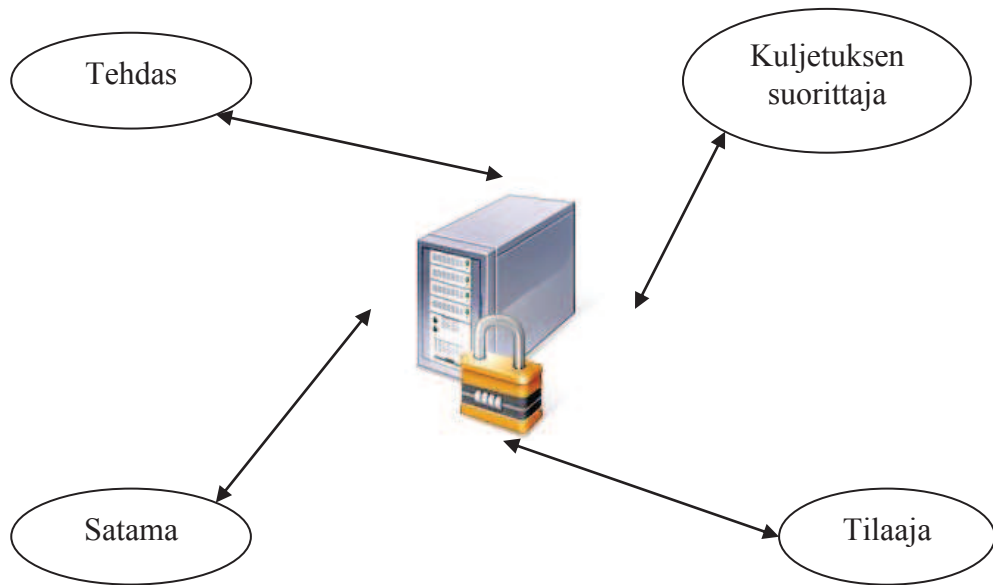 Tehdas
Kuljetuksen
suorittaja
Satama
Tilaaja